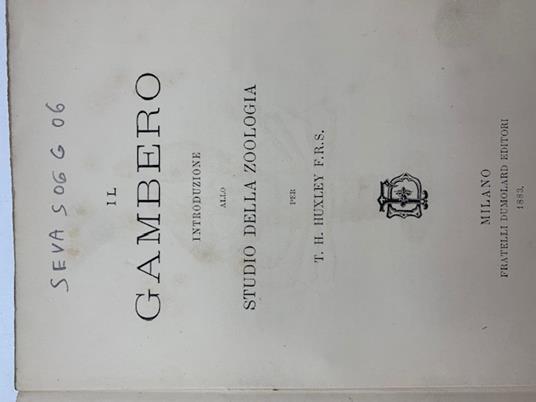 SEVA S 06 G 06
IL
GAMBERO
INTRODUZIONE
ALLO
STUDIO DELLA ZOOLOGIA
PER
T. H. HUXLEY F.R.S.
MILANO
FRATELLI DUMOLARD EDITORI
1883.